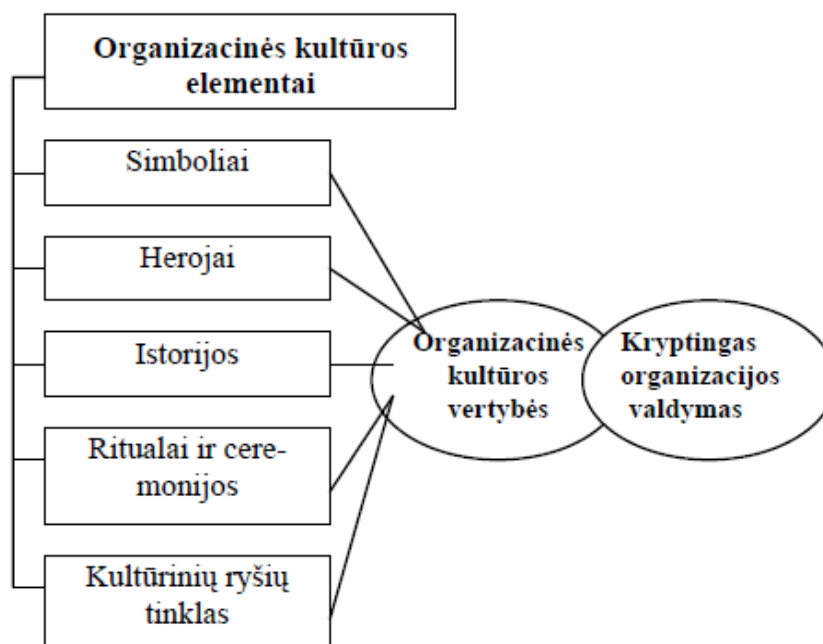 Organizacinės kultūros
elementai
Simboliai
Herojai
Istorijos
Ritualai ir cere-
monijos
Kultūrinių ryšių
tinklas
Organizacinės
kultūros
vertybės
Kryptingas
organizacijos
valdymas